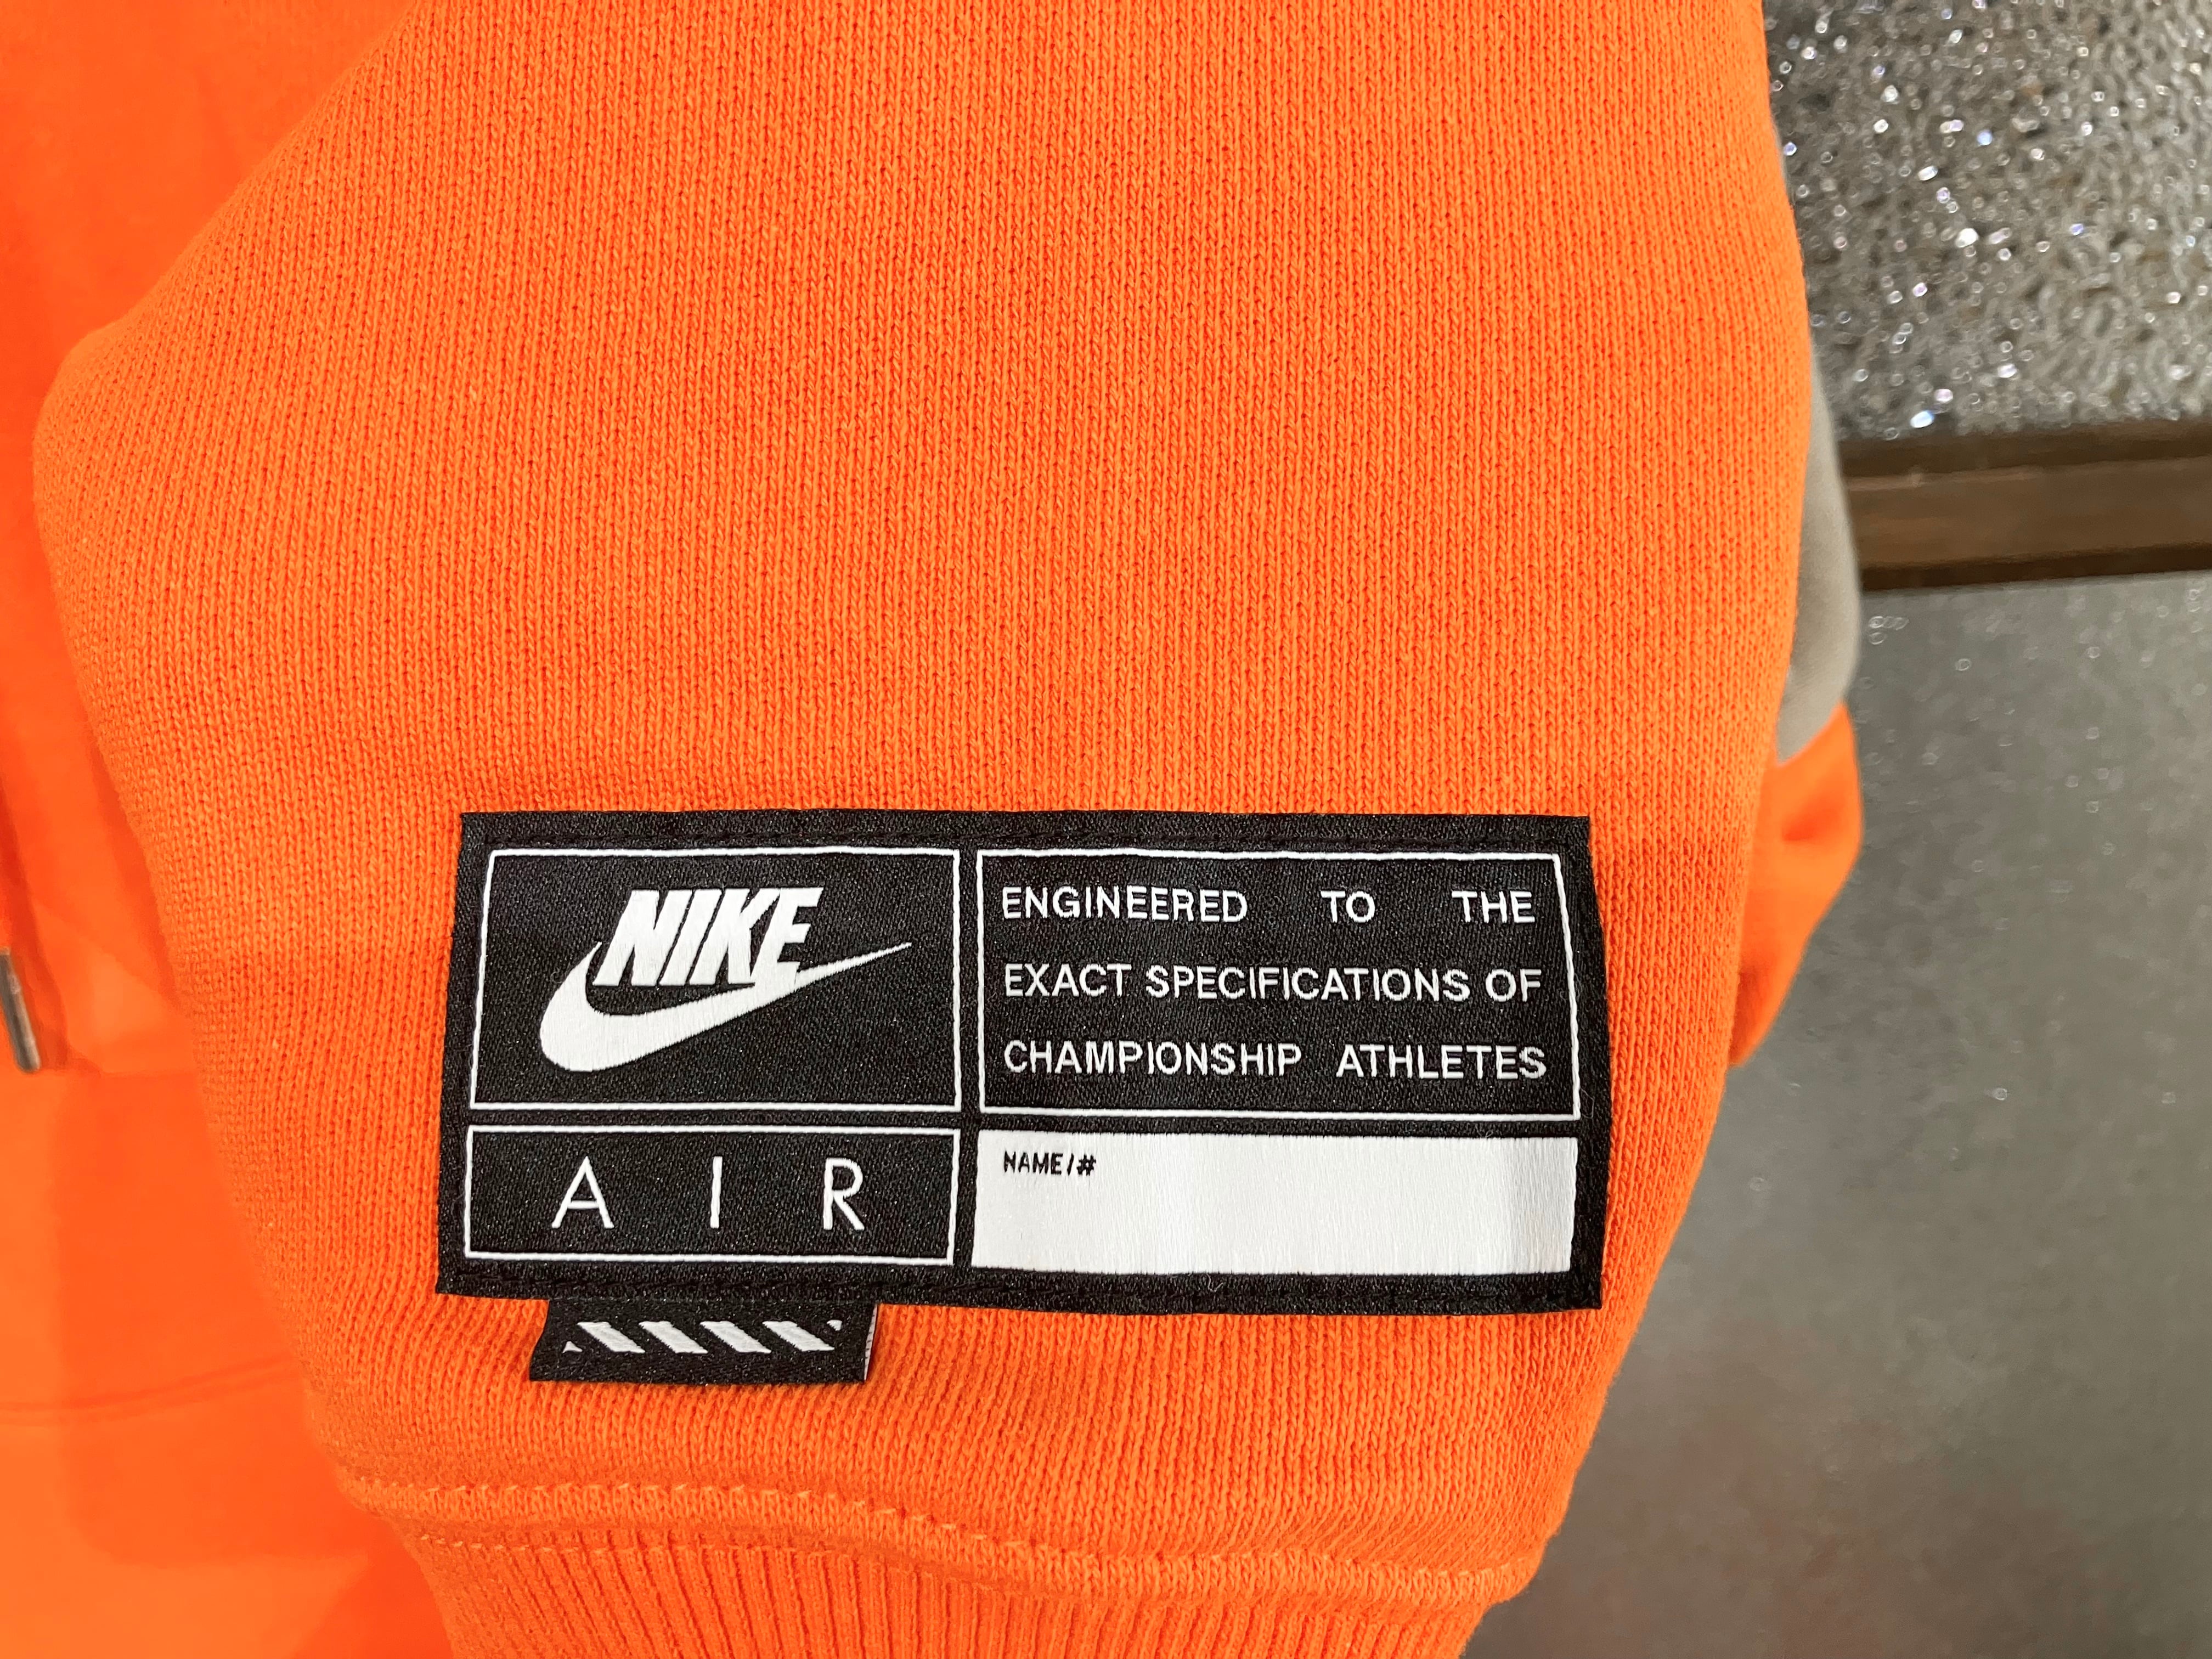 NIKE
ENGINEERED TO THE
EXACT SPECIFICATIONS OF
CHAMPIONSHIP ATHLETES
AIR
NAME/#